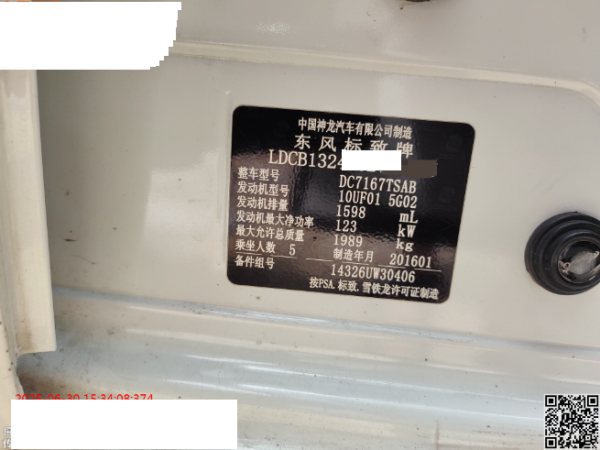 中国神龙汽车有限公司制造
东风标致牌
LDCB1324
整车型号 DC7167TSAB
发动机型号 10UF01 5G02
发动机排量 1598 mL
发动机最大净功率 123 kW
最大允许总质量 1989 kg
乘坐人数 5 制造年月 201601
备件组号 14326UW30406
按PSA.标致.雪铁龙许可证制造